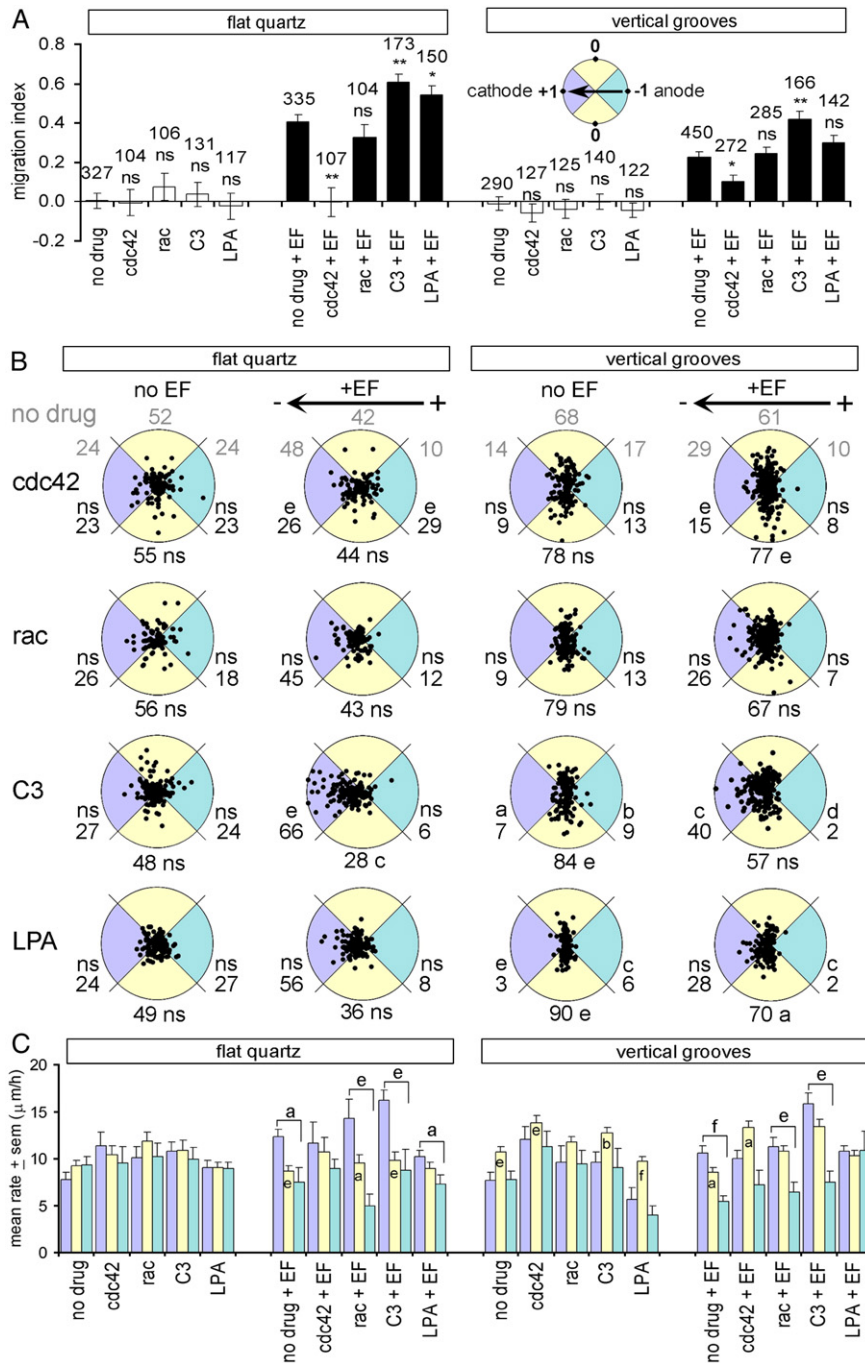 A
flat quartz
vertical grooves
migration index
0.8
0.6
0.4
0.2
0.0
-0.2
327
104
ns
106
ns
131
ns
117
ns
335
107
**
104
ns
173
**
150
*
0
cathode +1
-1 anode
0
290
127
ns
125
ns
140
ns
122
ns
450
272
*
285
ns
166
**
142
ns
no drug
cdc42
rac
C3
LPA
no drug + EF
cdc42 + EF
rac + EF
C3 + EF
LPA + EF
no drug
cdc42
rac
C3
LPA
no drug + EF
cdc42 + EF
rac + EF
C3 + EF
LPA + EF
B
flat quartz
vertical grooves
no EF
- +EF +
no EF
- +EF +
no drug 52 42 68 61
24 24 48 10 14 17 29 10
cdc42
ns ns e e ns ns e ns
23 23 26 29 9 13 15 8
55 ns 44 ns 78 ns 77 e
rac
ns ns ns ns ns ns ns ns
26 18 45 12 9 13 26 7
56 ns 43 ns 79 ns 67 ns
C3
ns ns e ns a b c d
27 24 66 6 7 9 40 2
48 ns 28 c 84 e 57 ns
LPA
ns ns ns ns e c ns c
24 27 56 8 3 6 28 2
49 ns 36 ns 90 e 70 a
C
flat quartz
vertical grooves
mean rate ± sem (μm/h)
20
15
10
5
0
a
e
e
a
e
e
a
e
e
b
f
f
a
a
e
e
no drug
cdc42
rac
C3
LPA
no drug + EF
cdc42 + EF
rac + EF
C3 + EF
LPA + EF
no drug
cdc42
rac
C3
LPA
no drug + EF
cdc42 + EF
rac + EF
C3 + EF
LPA + EF